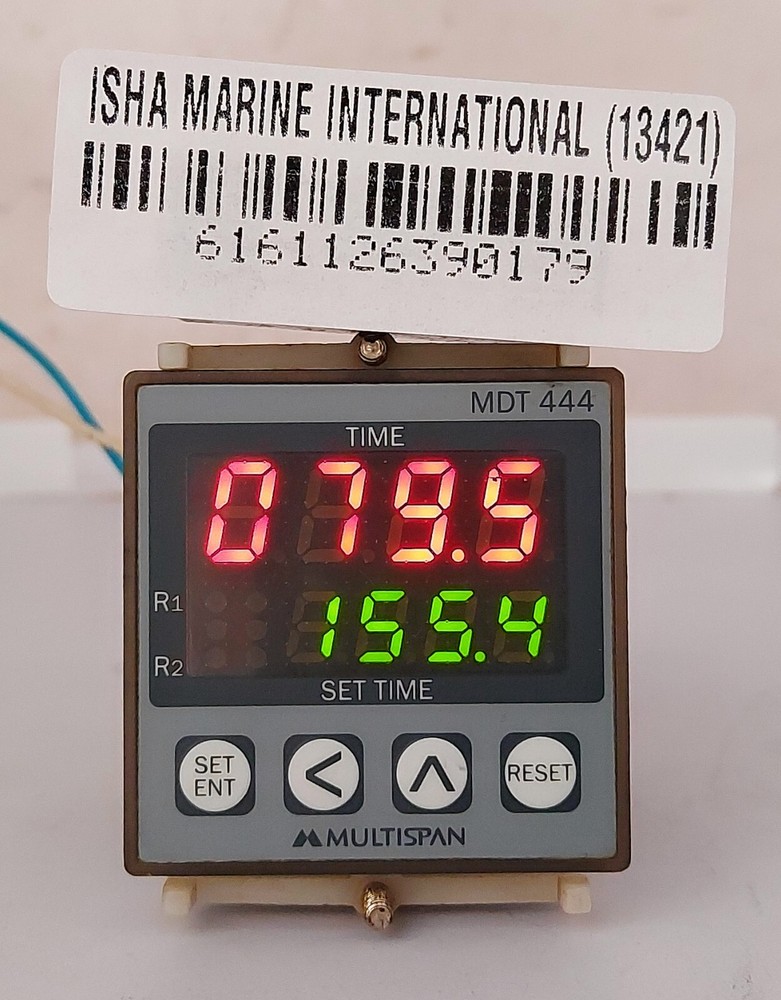 ISHA MARINE INTERNATIONAL (13421)
6161126390179
MDT 444
TIME
079.5
R1
155.4
R2
SET TIME
SET ENT
<
RESET
MULTISPAN